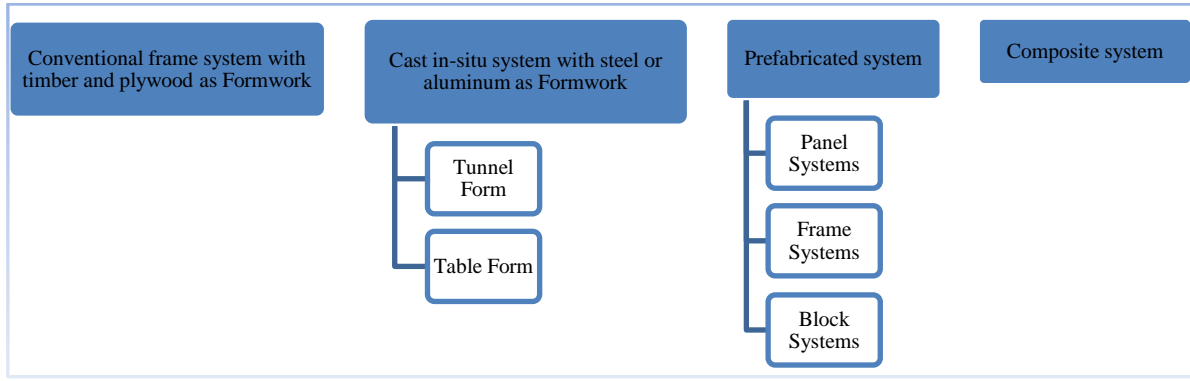 Conventional frame system with
timber and plywood as Formwork
Cast in-situ system with steel or
aluminum as Formwork
Tunnel
Form
Table Form
Prefabricated system
Panel
Systems
Frame
Systems
Block
Systems
Composite system